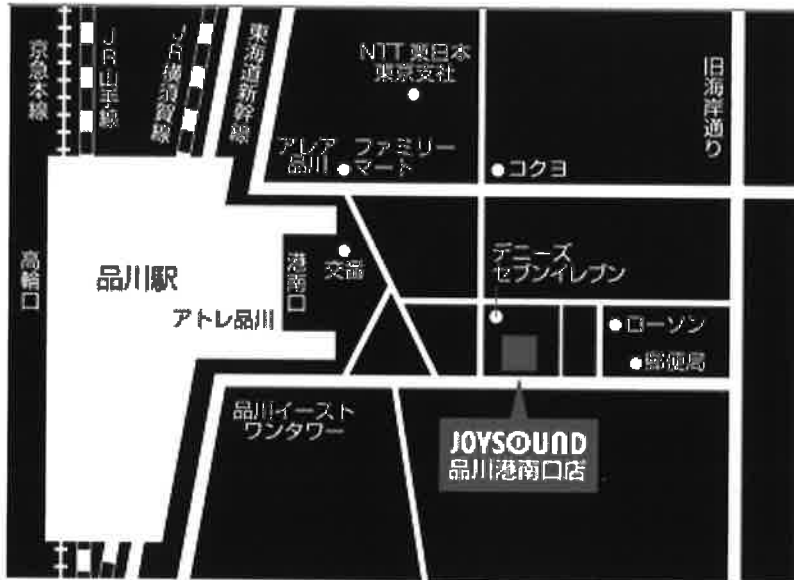 京急本線
JR山手線
JR横須賀線
東海道新幹線
NTT 東日本
東京支社
旧海岸通り
アレア
品川
ファミリー
マート
コクヨ
高輪口
品川駅
アトレ品川
港南口
交番
デニーズ
セブンイレブン
ローソン
郵便局
品川イースト
ワンタワー
JOYSOUND
品川港南口店